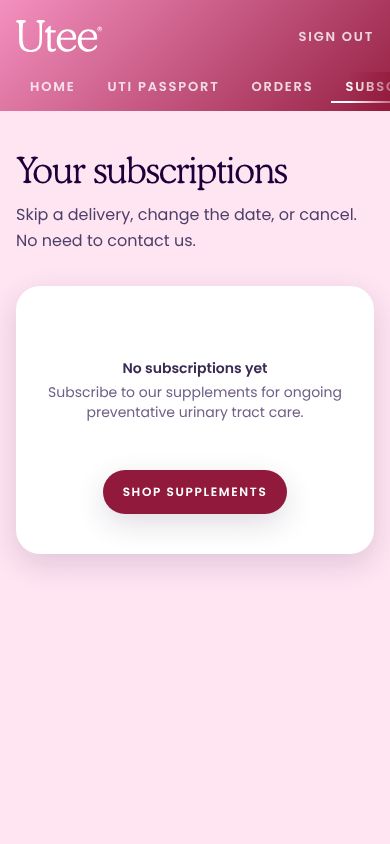 Utee®
SIGN OUT
HOME UTI PASSPORT ORDERS SUBSC
Your subscriptions
Skip a delivery, change the date, or cancel.
No need to contact us.
No subscriptions yet
Subscribe to our supplements for ongoing
preventative urinary tract care.
SHOP SUPPLEMENTS